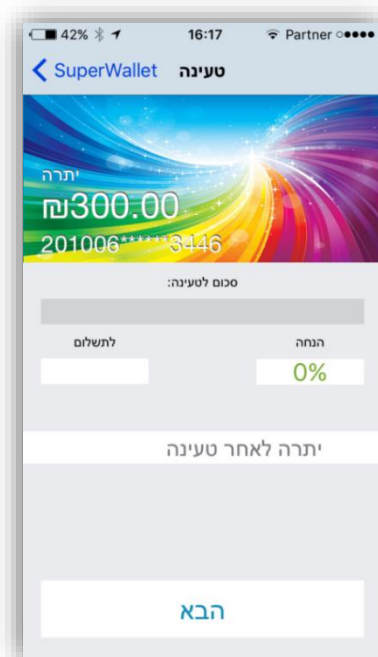 42% 16:17 Partner
SuperWallet טעינה
יתרה
₪300.00
201006******3446
סכום לטעינה:
הנחה לתשלום
0%
יתרה לאחר טעינה
הבא